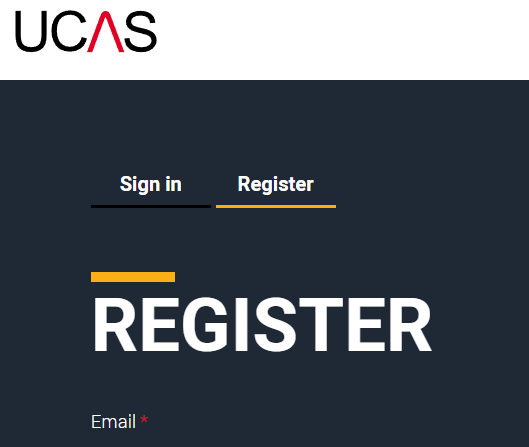 UCAS
Sign in Register
REGISTER
Email *